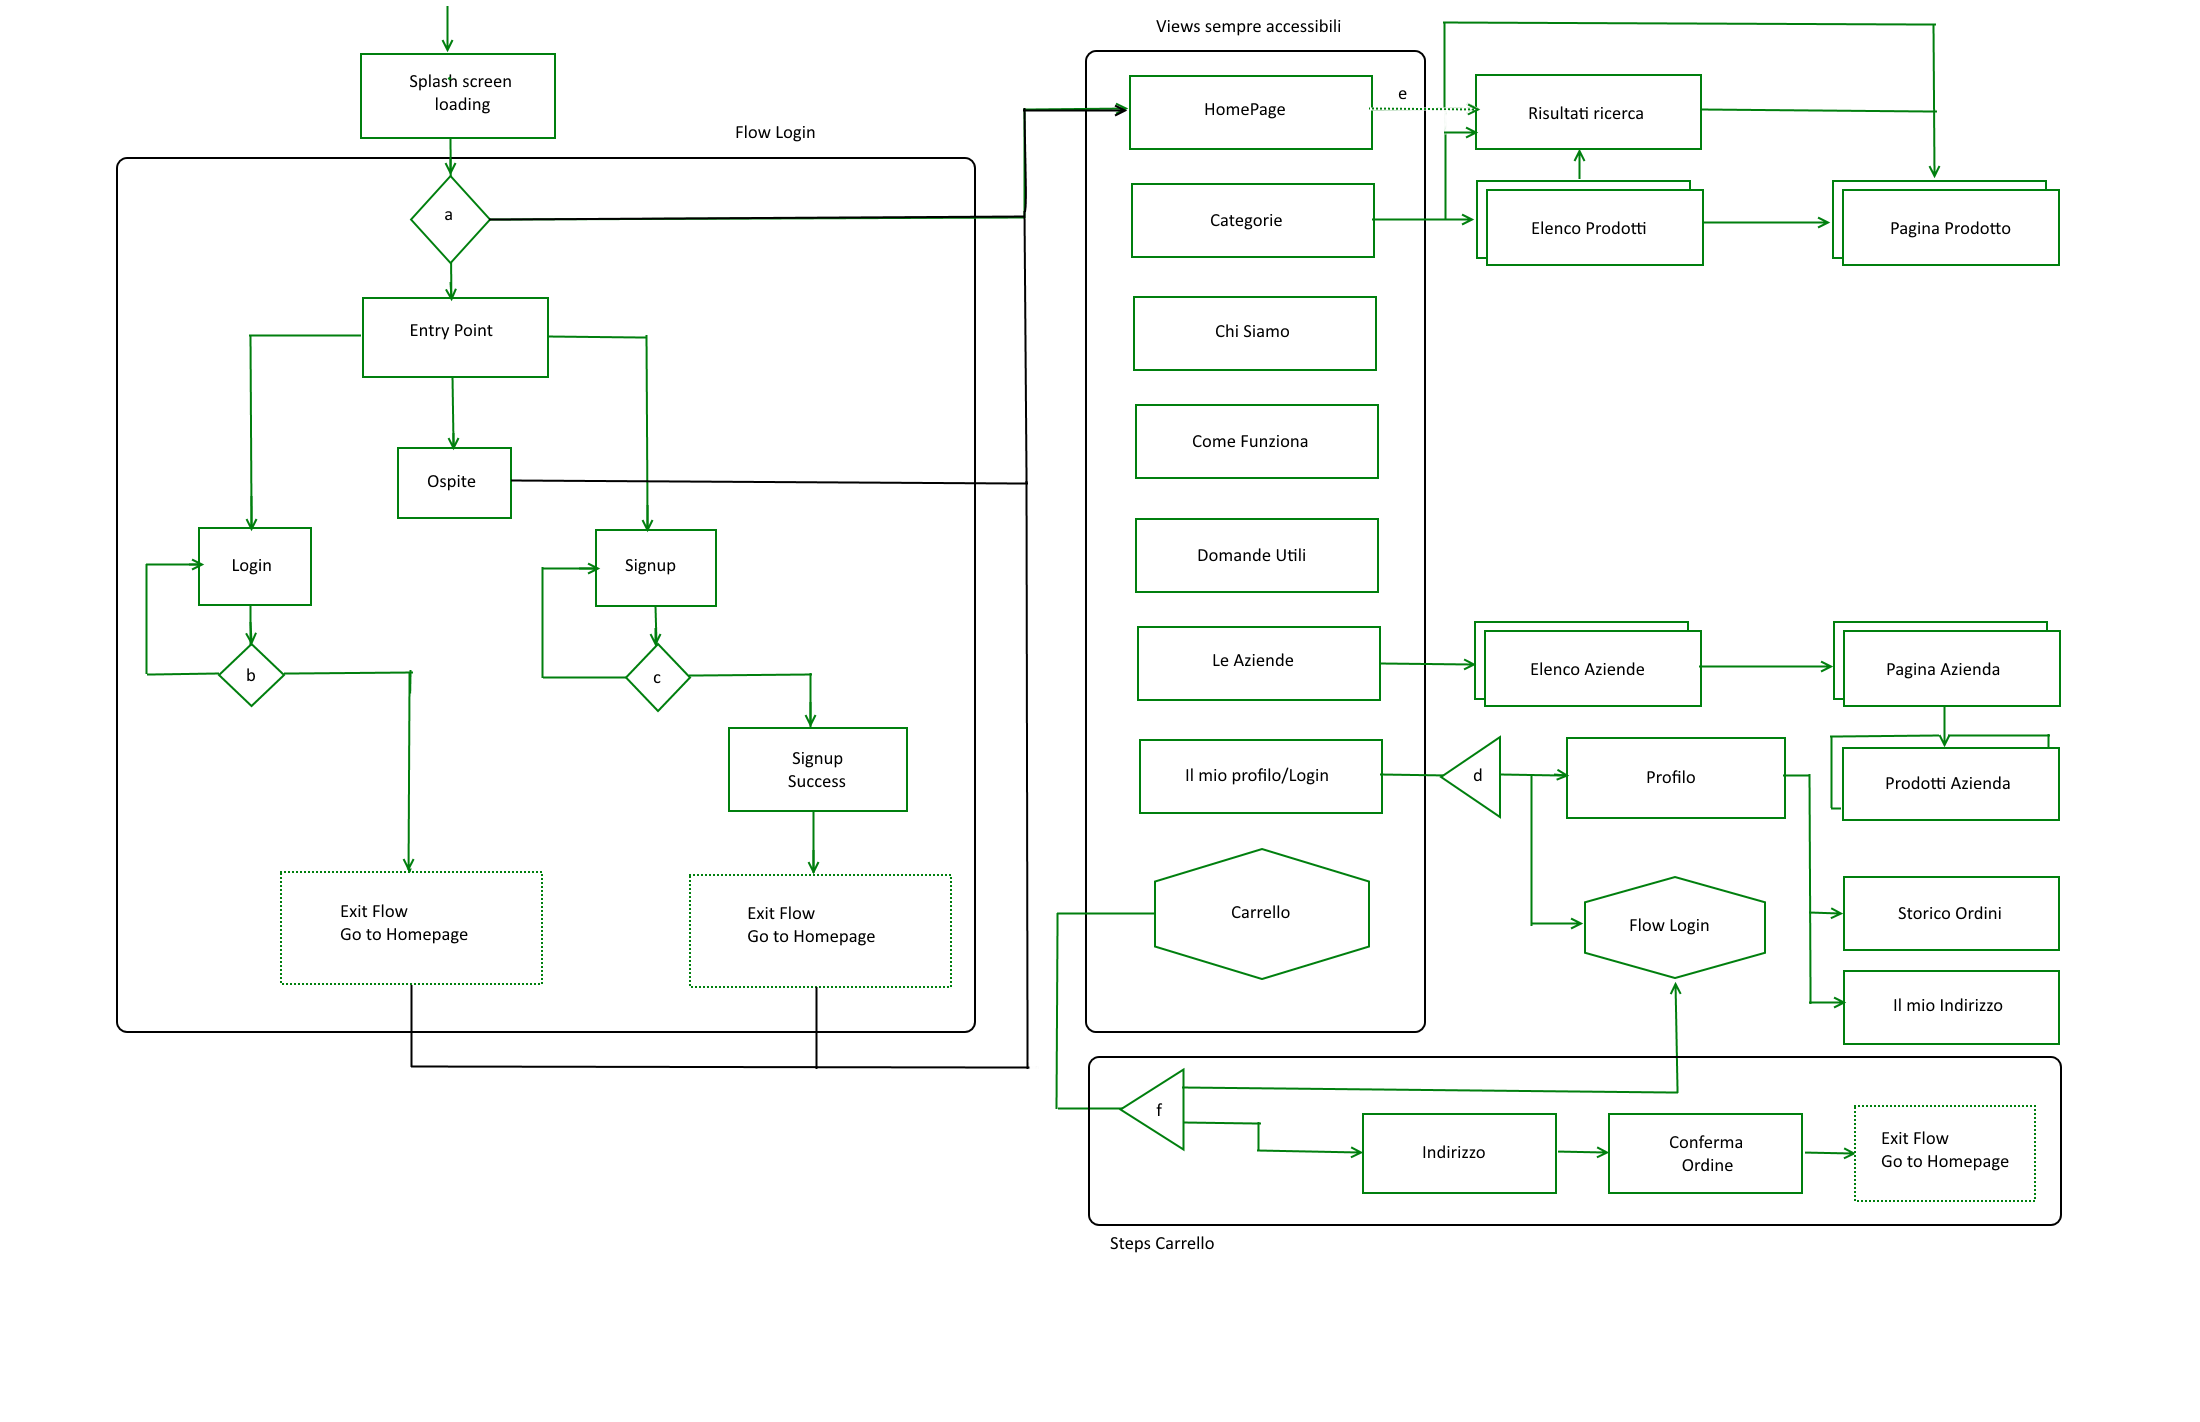 Splash screen
loading
Flow Login
a
Entry Point
Ospite
Login
Signup
b
c
Signup
Success
Exit Flow
Go to Homepage
Exit Flow
Go to Homepage
Views sempre accessibili
HomePage
e
Risultati ricerca
Categorie
Elenco Prodotti
Pagina Prodotto
Chi Siamo
Come Funziona
Domande Utili
Le Aziende
Elenco Aziende
Pagina Azienda
Il mio profilo/Login
d
Profilo
Prodotti Azienda
Carrello
Flow Login
Storico Ordini
Il mio Indirizzo
f
Indirizzo
Conferma
Ordine
Exit Flow
Go to Homepage
Steps Carrello